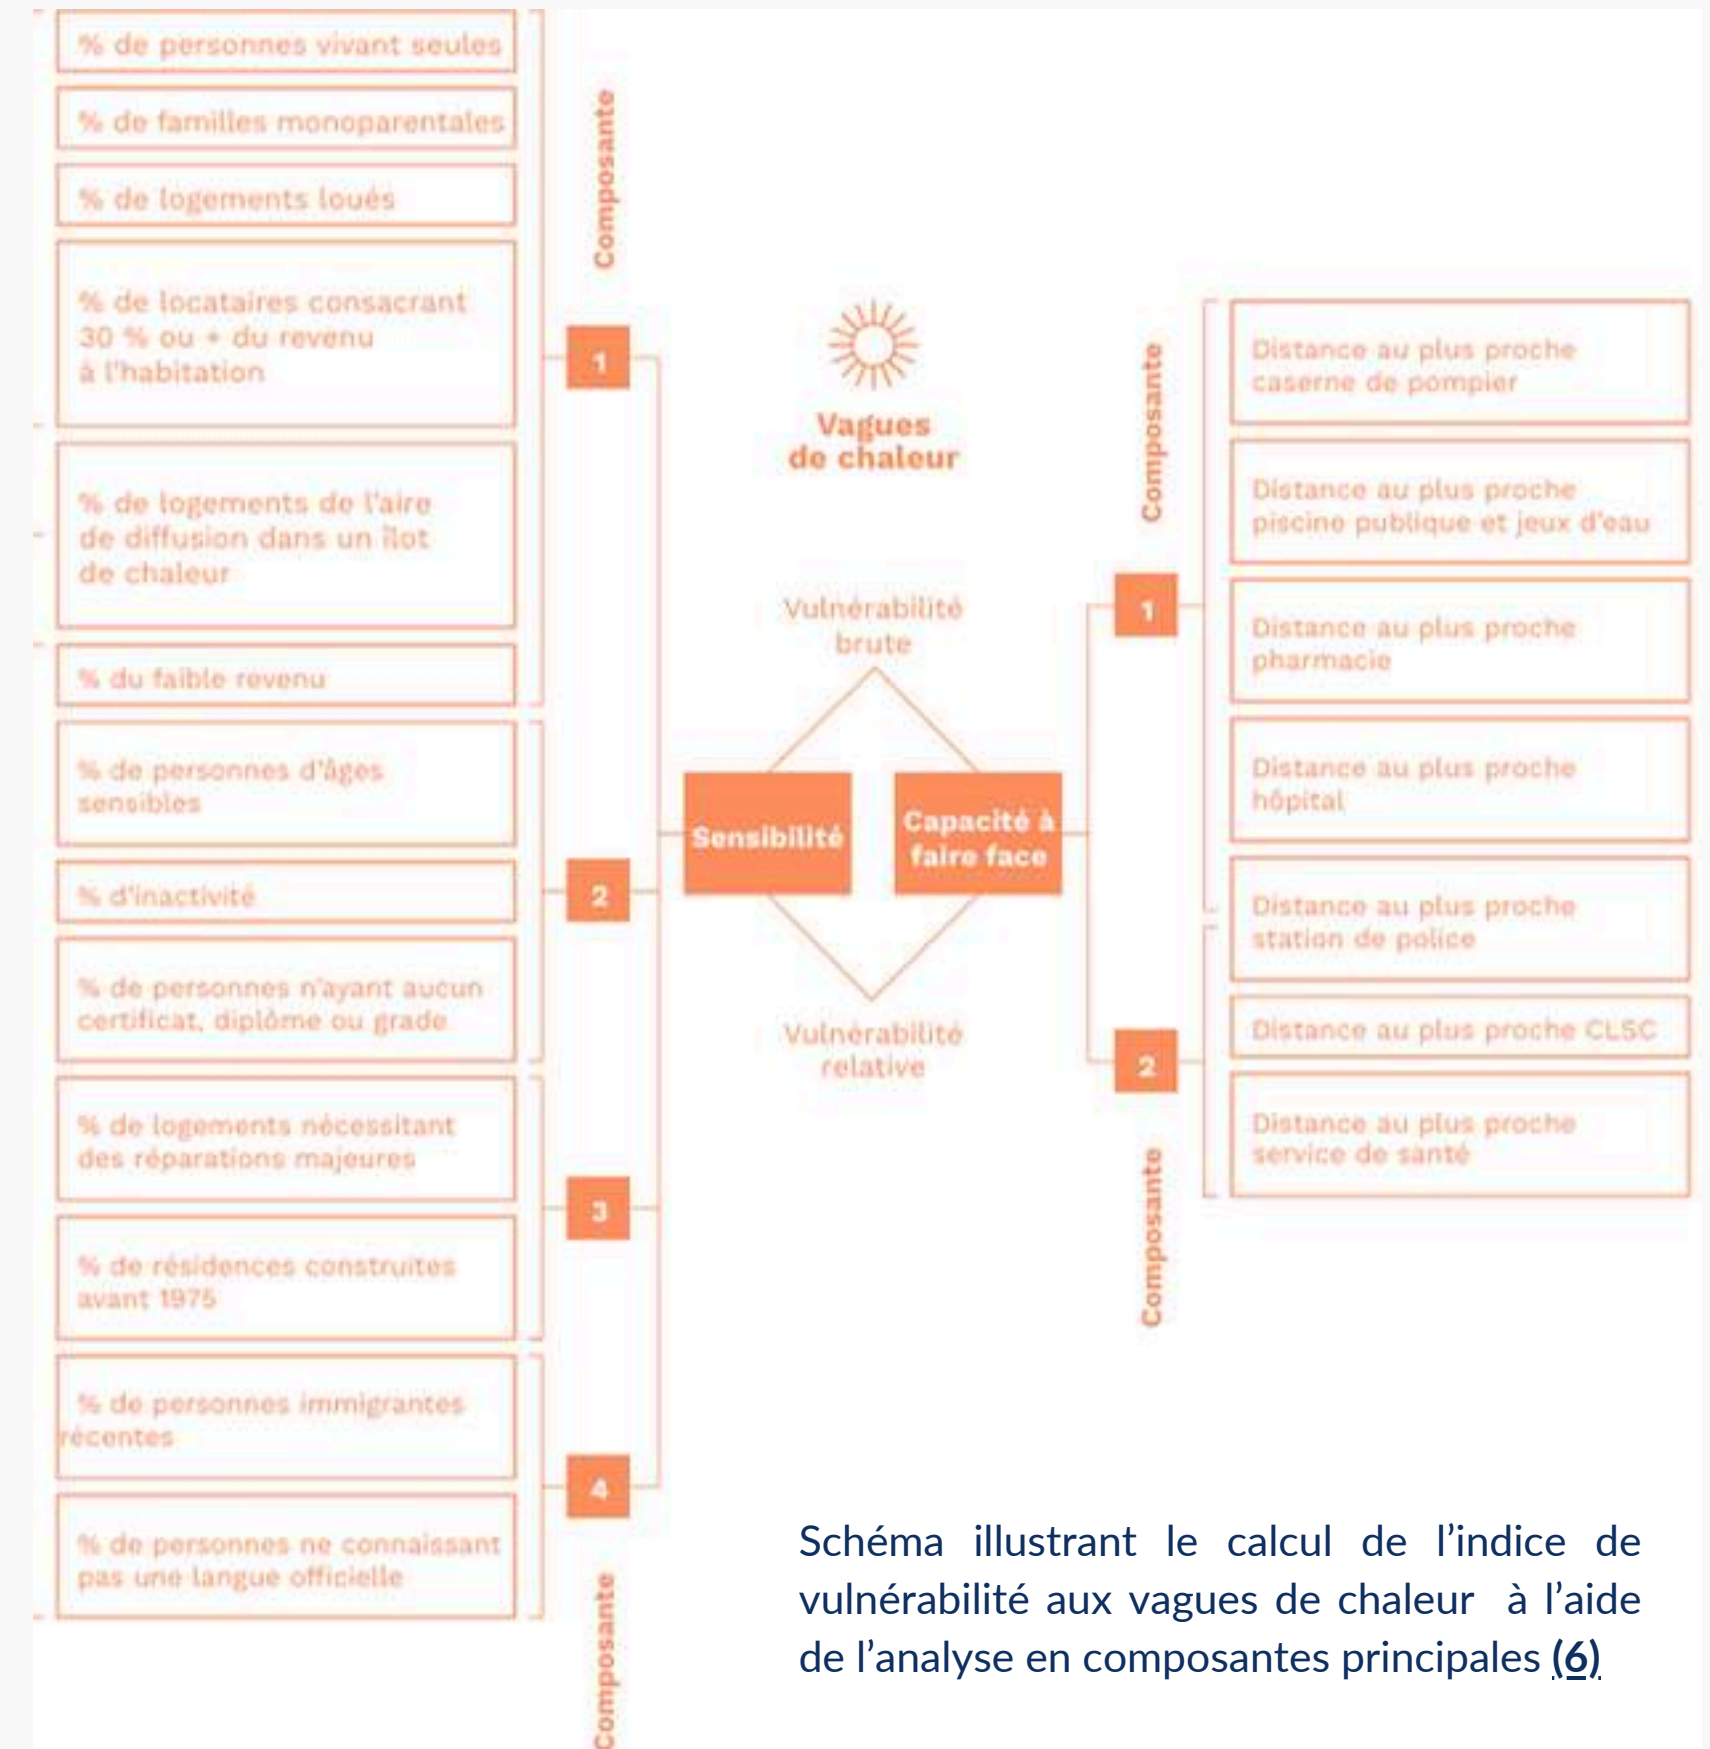 % de personnes vivant seules
% de familles monoparentales
% de logements loués
% de locataires consacrant
30 % ou + du revenu
à l'habitation
% de logements de l'aire
de diffusion dans un îlot
de chaleur
% du faible revenu
% de personnes d'âges
sensibles
% d'inactivité
% de personnes n'ayant aucun
certificat, diplôme ou grade
% de logements nécessitant
des réparations majeures
% de résidences construites
avant 1975
% de personnes immigrantes
récentes
% de personnes ne connaissant
pas une langue officielle
Composante
1
2
3
4
Composante
Vagues
de chaleur
Vulnérabilité
brute
Sensibilité
Capacité à
faire face
Vulnérabilité
relative
Composante
1
2
Composante
Distance au plus proche
caserne de pompier
Distance au plus proche
piscine publique et jeux d'eau
Distance au plus proche
pharmacie
Distance au plus proche
hôpital
Distance au plus proche
station de police
Distance au plus proche CLSC
Distance au plus proche
service de santé
Schéma illustrant le calcul de l’indice de
vulnérabilité aux vagues de chaleur à l’aide
de l’analyse en composantes principales (6)